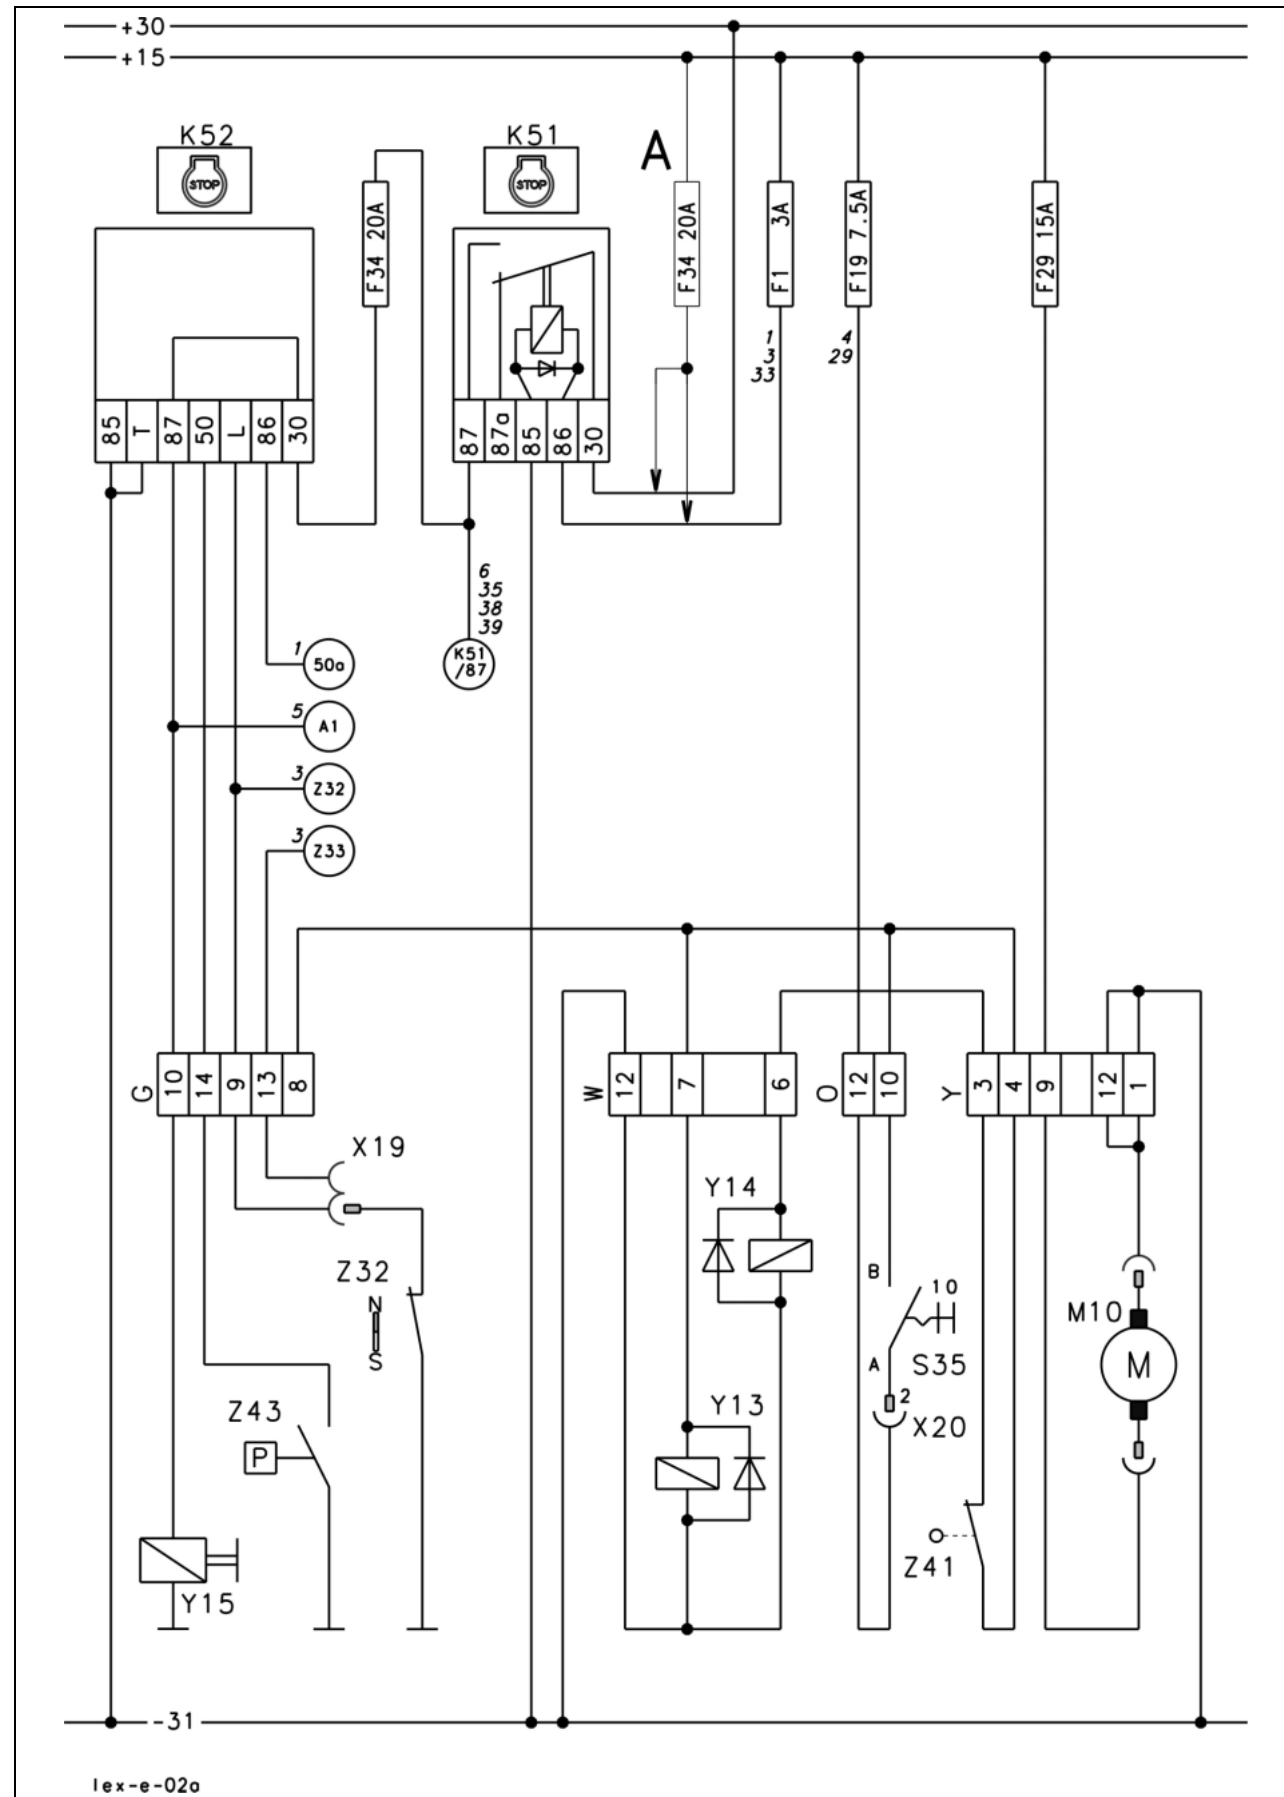 +30
+15
K52
K51
A
STOP
STOP
F34 20A
F34 20A
F1 3A
F19 7.5A
F29 15A
1
3
33
4
29
85
T
87
50
L
86
30
87
87a
85
86
30
6
35
38
39
K51
/87
1
50a
5
A1
3
Z32
3
Z33
G
10
14
9
13
8
W
12
7
6
O
12
10
Y
3
4
9
12
1
X19
Y14
Z32
N
S
B
10
A
S35
2
X20
M10
M
Z43
P
Y13
Z41
Y15
-31
lex-e-02a